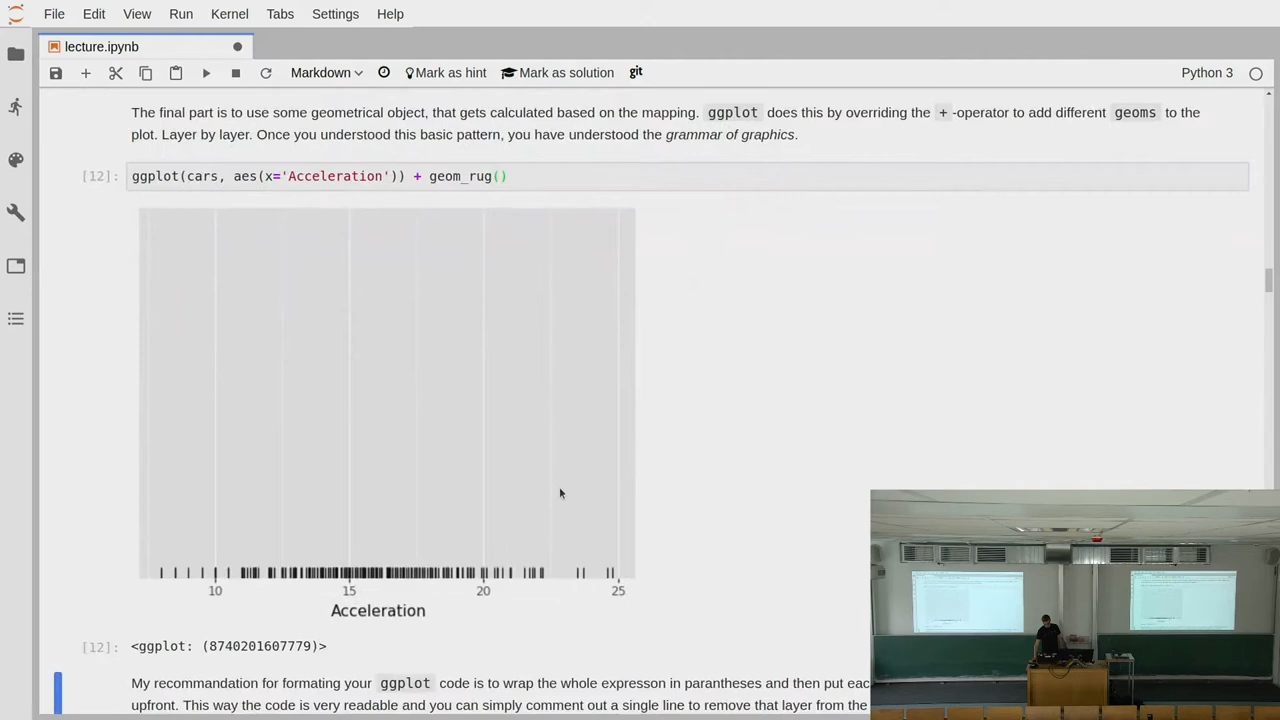 File Edit View Run Kernel Tabs Settings Help
lecture.ipynb
Markdown Mark as hint Mark as solution git Python 3
The final part is to use some geometrical object, that gets calculated based on the mapping. ggplot does this by overriding the + -operator to add different geoms to the
plot. Layer by layer. Once you understood this basic pattern, you have understood the grammar of graphics.
[12]: ggplot(cars, aes(x='Acceleration')) + geom_rug()
10 15 20 25
Acceleration
[12]: <ggplot: (8740201607779)>
My recommandation for formating your ggplot code is to wrap the whole expresson in parantheses and then put eac
upfront. This way the code is very readable and you can simply comment out a single line to remove that layer from the